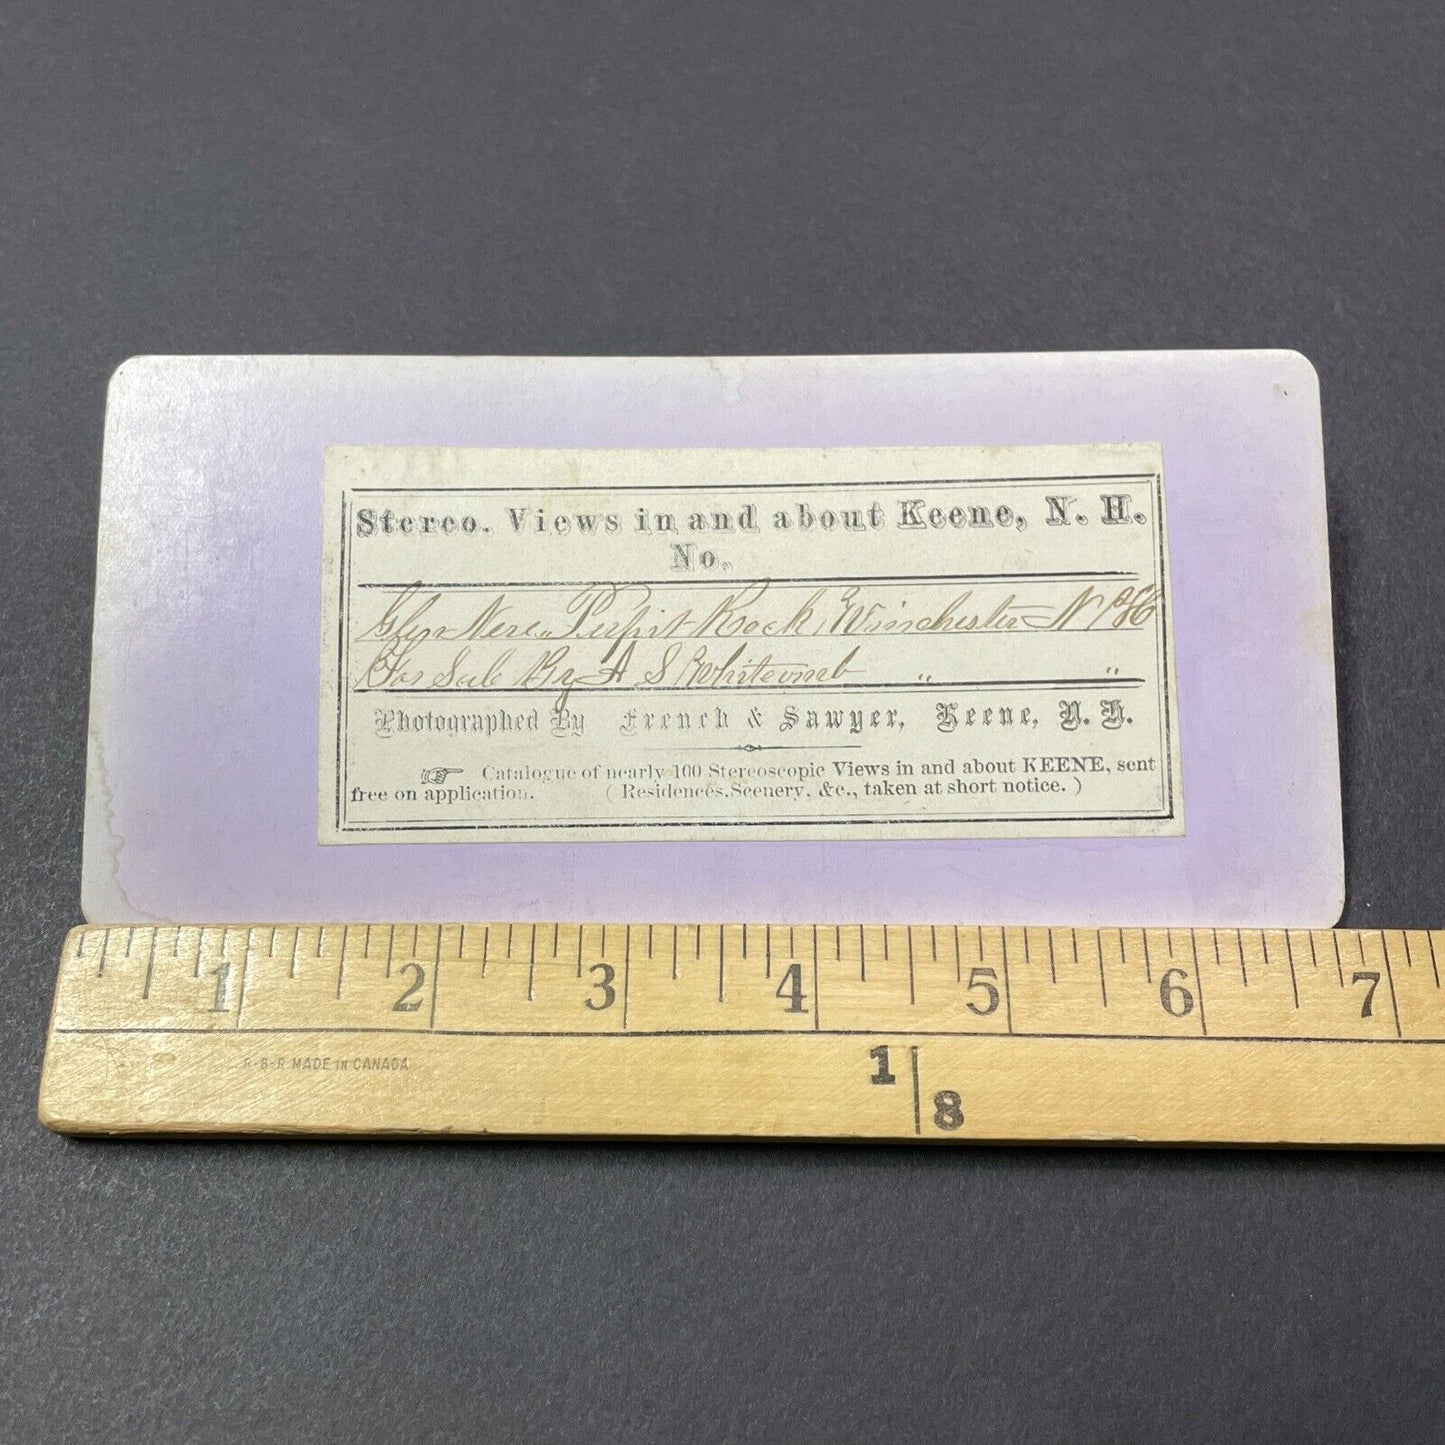 Stereo. Views in and about Keene, N. H.
No.
Glen Nere, Pulpit Rock, Winchester N H
For Sale By A S Whitcomb " "
Photographed By French & Sawyer, Keene, N. H.
☞ Catalogue of nearly 100 Stereoscopic Views in and about KEENE, sent
free on application. ( Residences, Scenery, &c., taken at short notice. )
1 2 3 4 5 6 7
R·B·R MADE IN CANADA
1 8